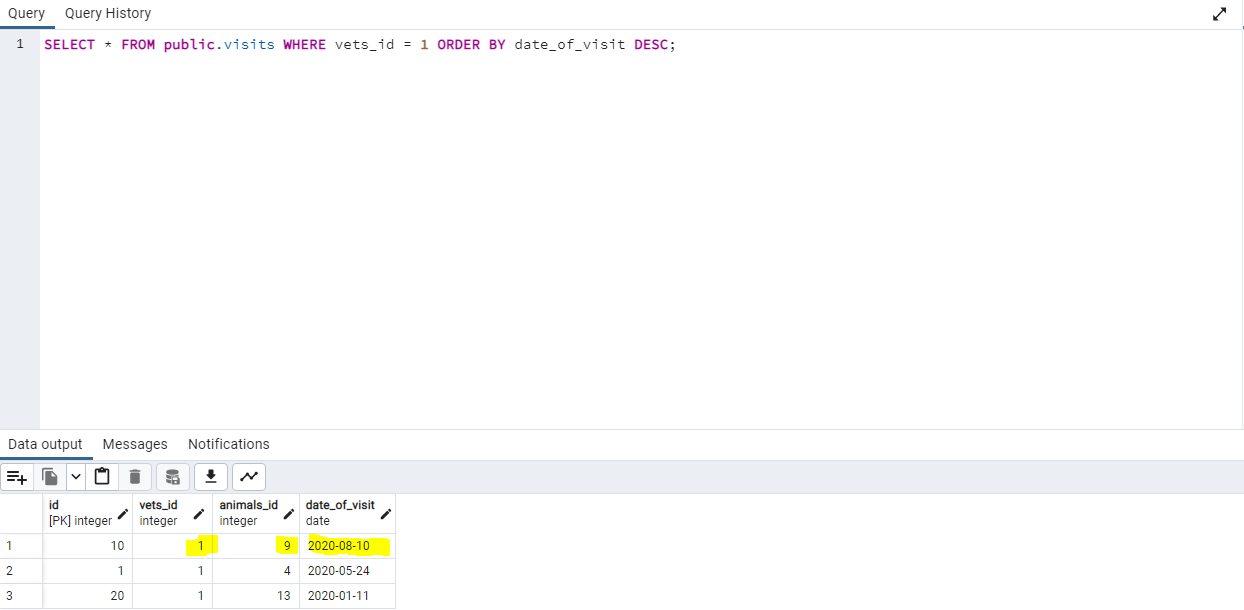 Query Query History
1 SELECT * FROM public.visits WHERE vets_id = 1 ORDER BY date_of_visit DESC;
Data output Messages Notifications
id vets_id animals_id date_of_visit
[PK] integer integer integer date
1 10 1 9 2020-08-10
2 1 1 4 2020-05-24
3 20 1 13 2020-01-11